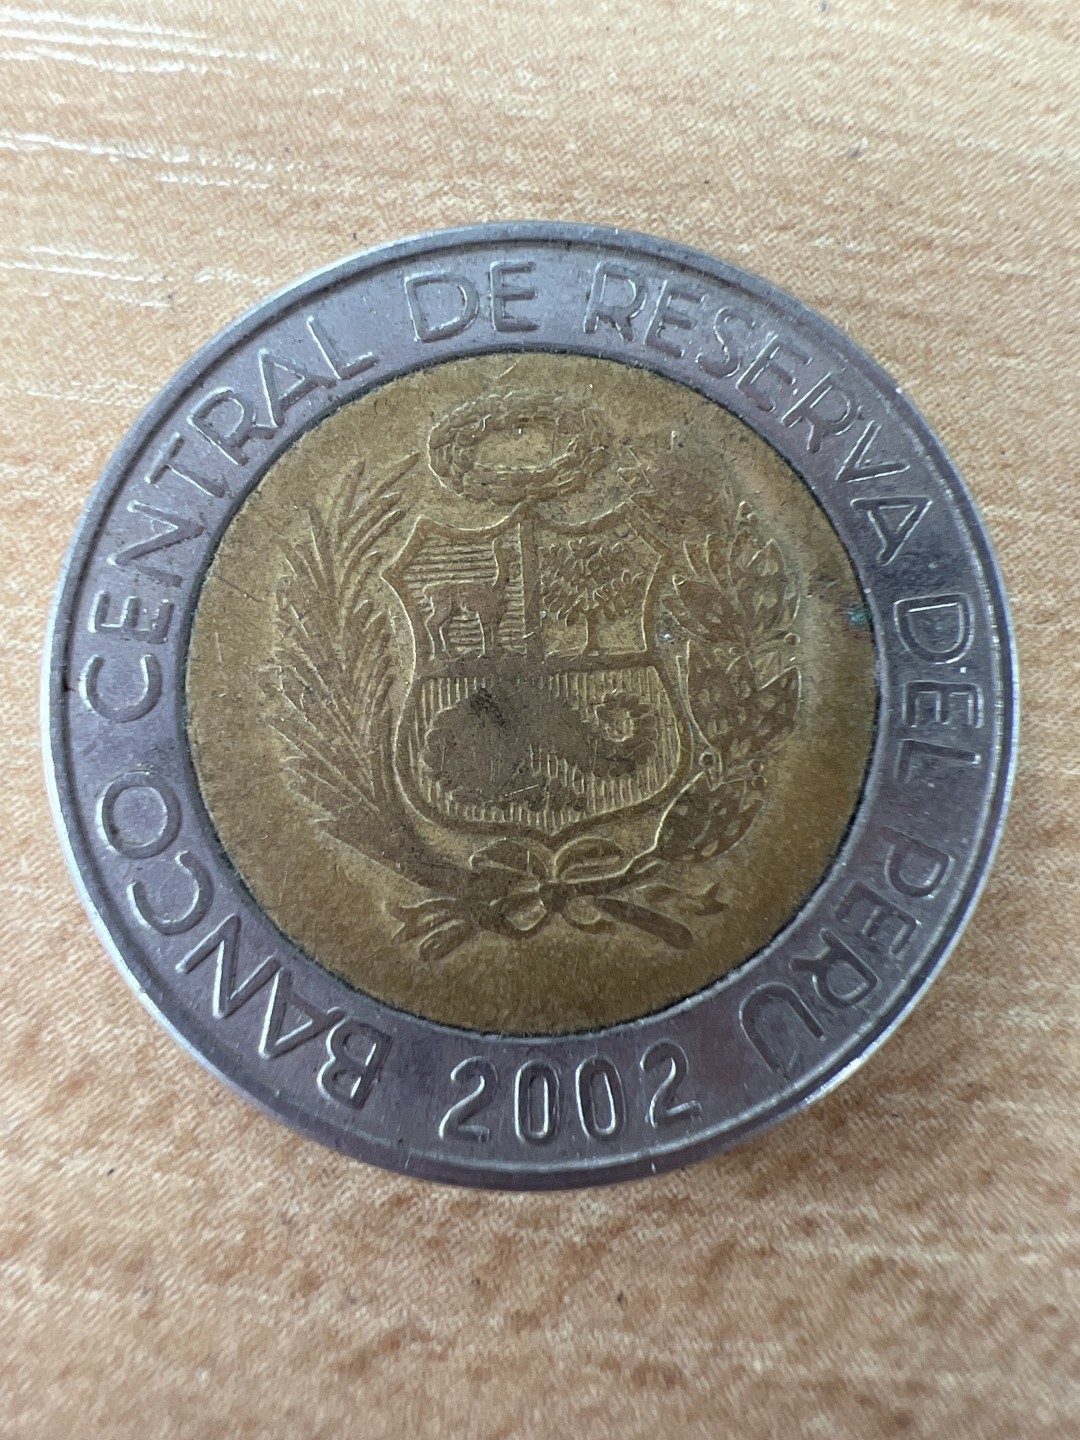 BANCO CENTRAL DE RESERVA DEL PERU
2002